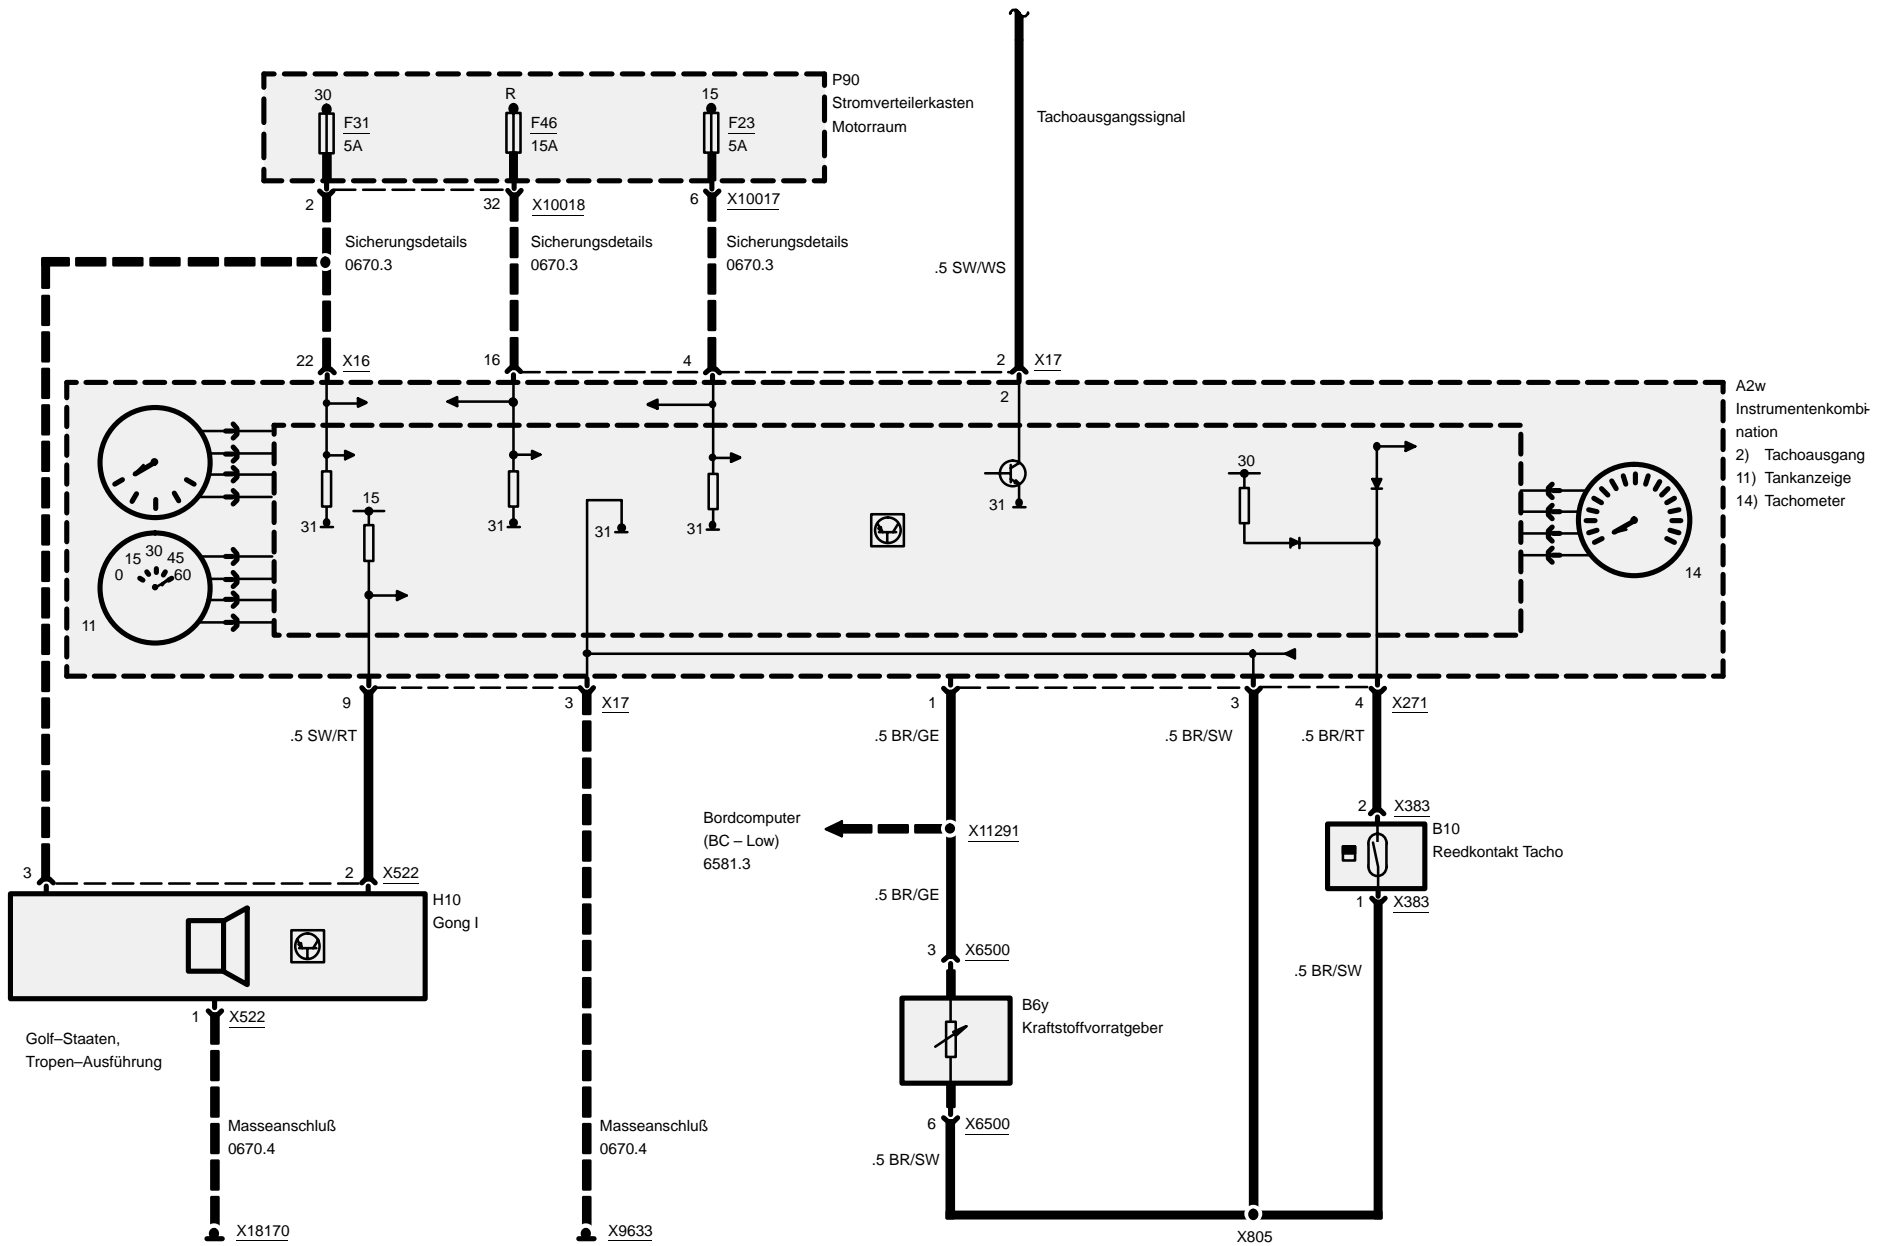 P90
Stromverteilerkasten
Motorraum
30
F31
5A
R
F46
15A
15
F23
5A
Tachoausgangssignal
2
32
X10018
6
X10017
Sicherungsdetails
0670.3
Sicherungsdetails
0670.3
Sicherungsdetails
0670.3
.5 SW/WS
22
X16
16
4
2
X17
A2w
Instrumentenkombi-
nation
2) Tachoausgang
11) Tankanzeige
14) Tachometer
2
30
31
15
31
31
31
31
0
15
30
45
60
11
14
9
3
X17
1
3
4
X271
.5 SW/RT
.5 BR/GE
.5 BR/SW
.5 BR/RT
Bordcomputer
(BC – Low)
6581.3
X11291
2
X383
B10
Reedkontakt Tacho
1
X383
3
2
X522
H10
Gong I
.5 BR/GE
3
X6500
.5 BR/SW
B6y
Kraftstoffvorratgeber
1
X522
Golf–Staaten,
Tropen–Ausführung
6
X6500
Masseanschluß
0670.4
Masseanschluß
0670.4
.5 BR/SW
X18170
X9633
X805